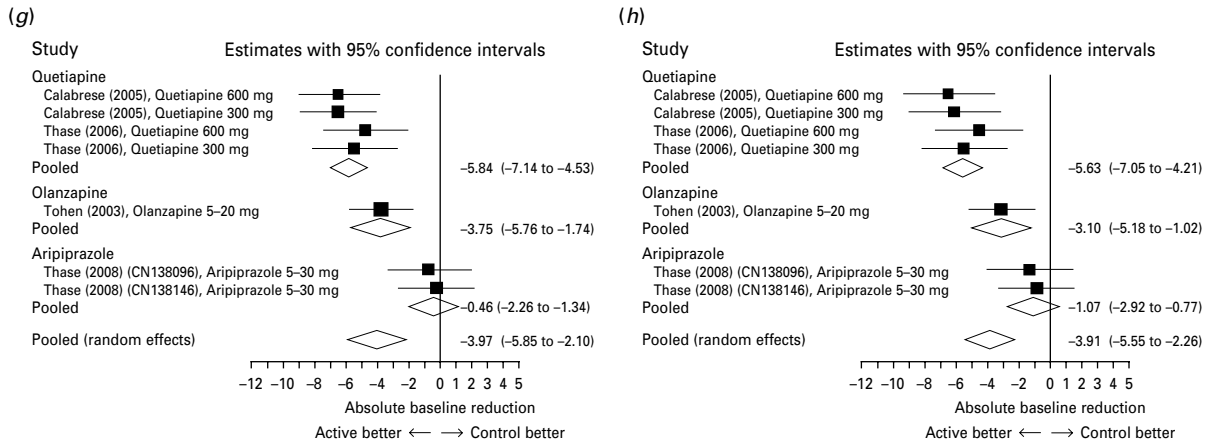 (g)
Study Estimates with 95% confidence intervals
Quetiapine
Calabrese (2005), Quetiapine 600 mg
Calabrese (2005), Quetiapine 300 mg
Thase (2006), Quetiapine 600 mg
Thase (2006), Quetiapine 300 mg
Pooled −5.84 (−7.14 to −4.53)
Olanzapine
Tohen (2003), Olanzapine 5–20 mg
Pooled −3.75 (−5.76 to −1.74)
Aripiprazole
Thase (2008) (CN138096), Aripiprazole 5–30 mg
Thase (2008) (CN138146), Aripiprazole 5–30 mg
Pooled −0.46 (−2.26 to −1.34)
Pooled (random effects) −3.97 (−5.85 to −2.10)
−12 −10 −8 −6 −4 −2 0 1 2 3 4 5
Absolute baseline reduction
Active better ← → Control better
(h)
Study Estimates with 95% confidence intervals
Quetiapine
Calabrese (2005), Quetiapine 600 mg
Calabrese (2005), Quetiapine 300 mg
Thase (2006), Quetiapine 600 mg
Thase (2006), Quetiapine 300 mg
Pooled −5.63 (−7.05 to −4.21)
Olanzapine
Tohen (2003), Olanzapine 5–20 mg
Pooled −3.10 (−5.18 to −1.02)
Aripiprazole
Thase (2008) (CN138096), Aripiprazole 5–30 mg
Thase (2008) (CN138146), Aripiprazole 5–30 mg
Pooled −1.07 (−2.92 to −0.77)
Pooled (random effects) −3.91 (−5.55 to −2.26)
−12 −10 −8 −6 −4 −2 0 1 2 3 4 5
Absolute baseline reduction
Active better ← → Control better